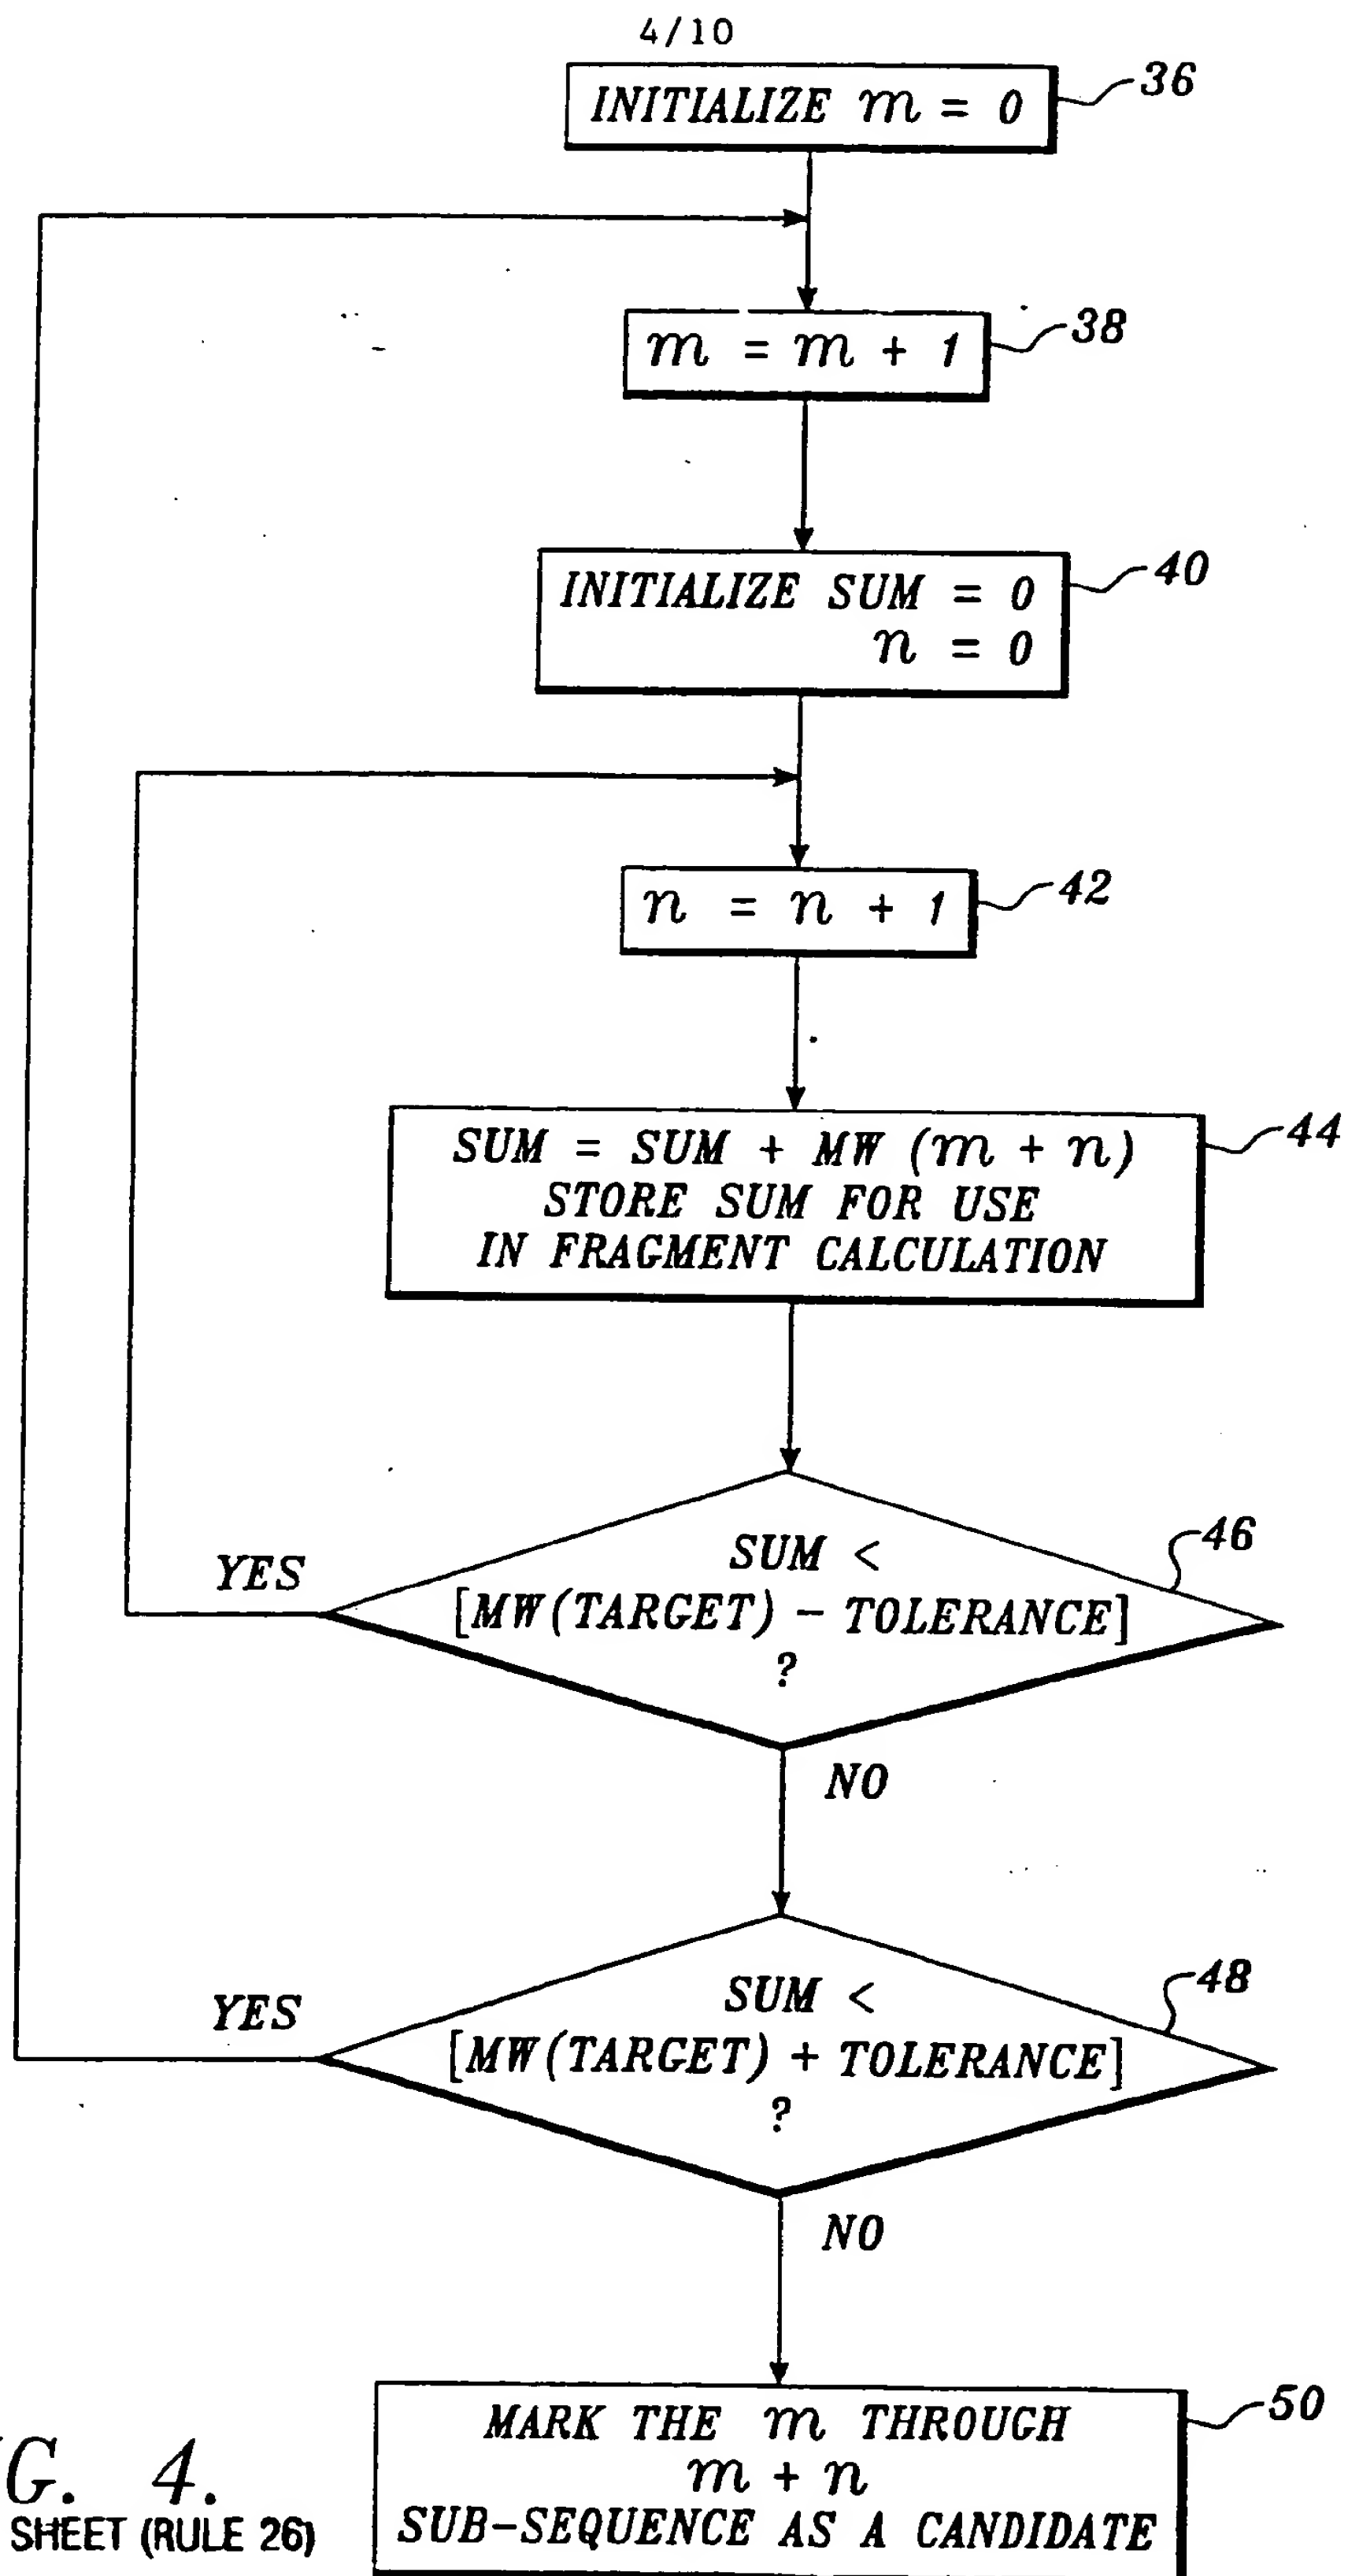 4/10
INITIALIZE m = 0
36
m = m + 1
38
INITIALIZE SUM = 0
n = 0
40
n = n + 1
42
SUM = SUM + MW (m + n)
STORE SUM FOR USE
IN FRAGMENT CALCULATION
44
SUM <
[MW(TARGET) - TOLERANCE]
?
46
YES
NO
SUM <
[MW(TARGET) + TOLERANCE]
?
48
YES
NO
MARK THE m THROUGH
m + n
SUB-SEQUENCE AS A CANDIDATE
50
G. 4.
SHEET (RULE 26)